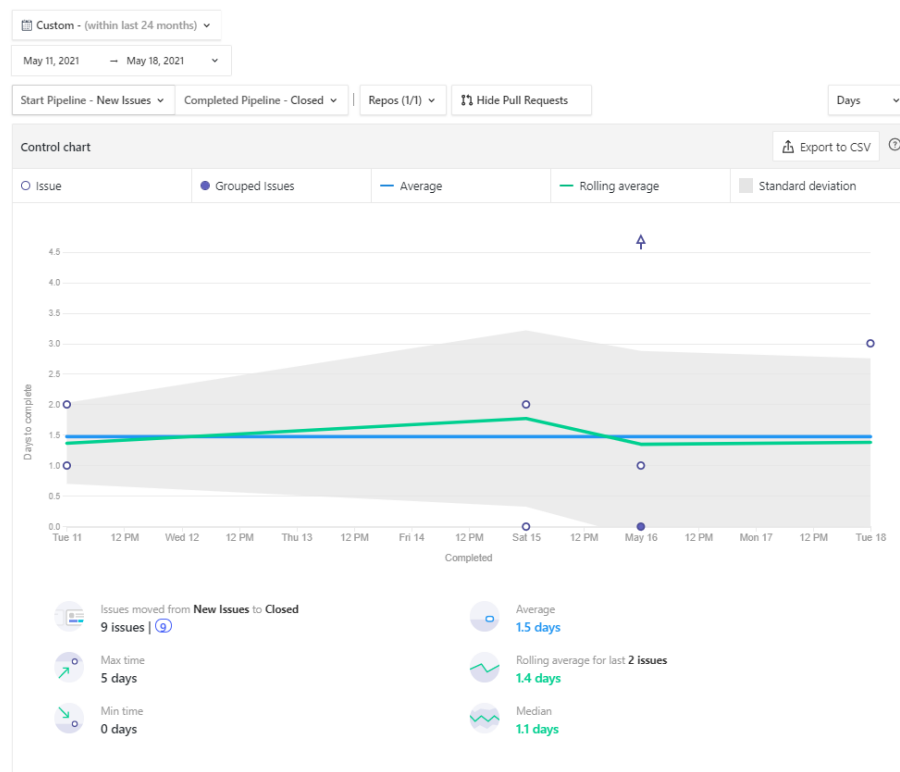 Custom - (within last 24 months)
May 11, 2021 → May 18, 2021
Start Pipeline - New Issues Completed Pipeline - Closed | Repos (1/1) Hide Pull Requests Days
Control chart Export to CSV ?
Issue Grouped Issues Average Rolling average Standard deviation
4.5
4.0
3.5
3.0
2.5
2.0
1.5
1.0
0.5
0.0
Days to complete
Tue 11 12 PM Wed 12 12 PM Thu 13 12 PM Fri 14 12 PM Sat 15 12 PM May 16 12 PM Mon 17 12 PM Tue 18
Completed
Issues moved from New Issues to Closed
9 issues | 9
Average
1.5 days
Max time
5 days
Rolling average for last 2 issues
1.4 days
Min time
0 days
Median
1.1 days